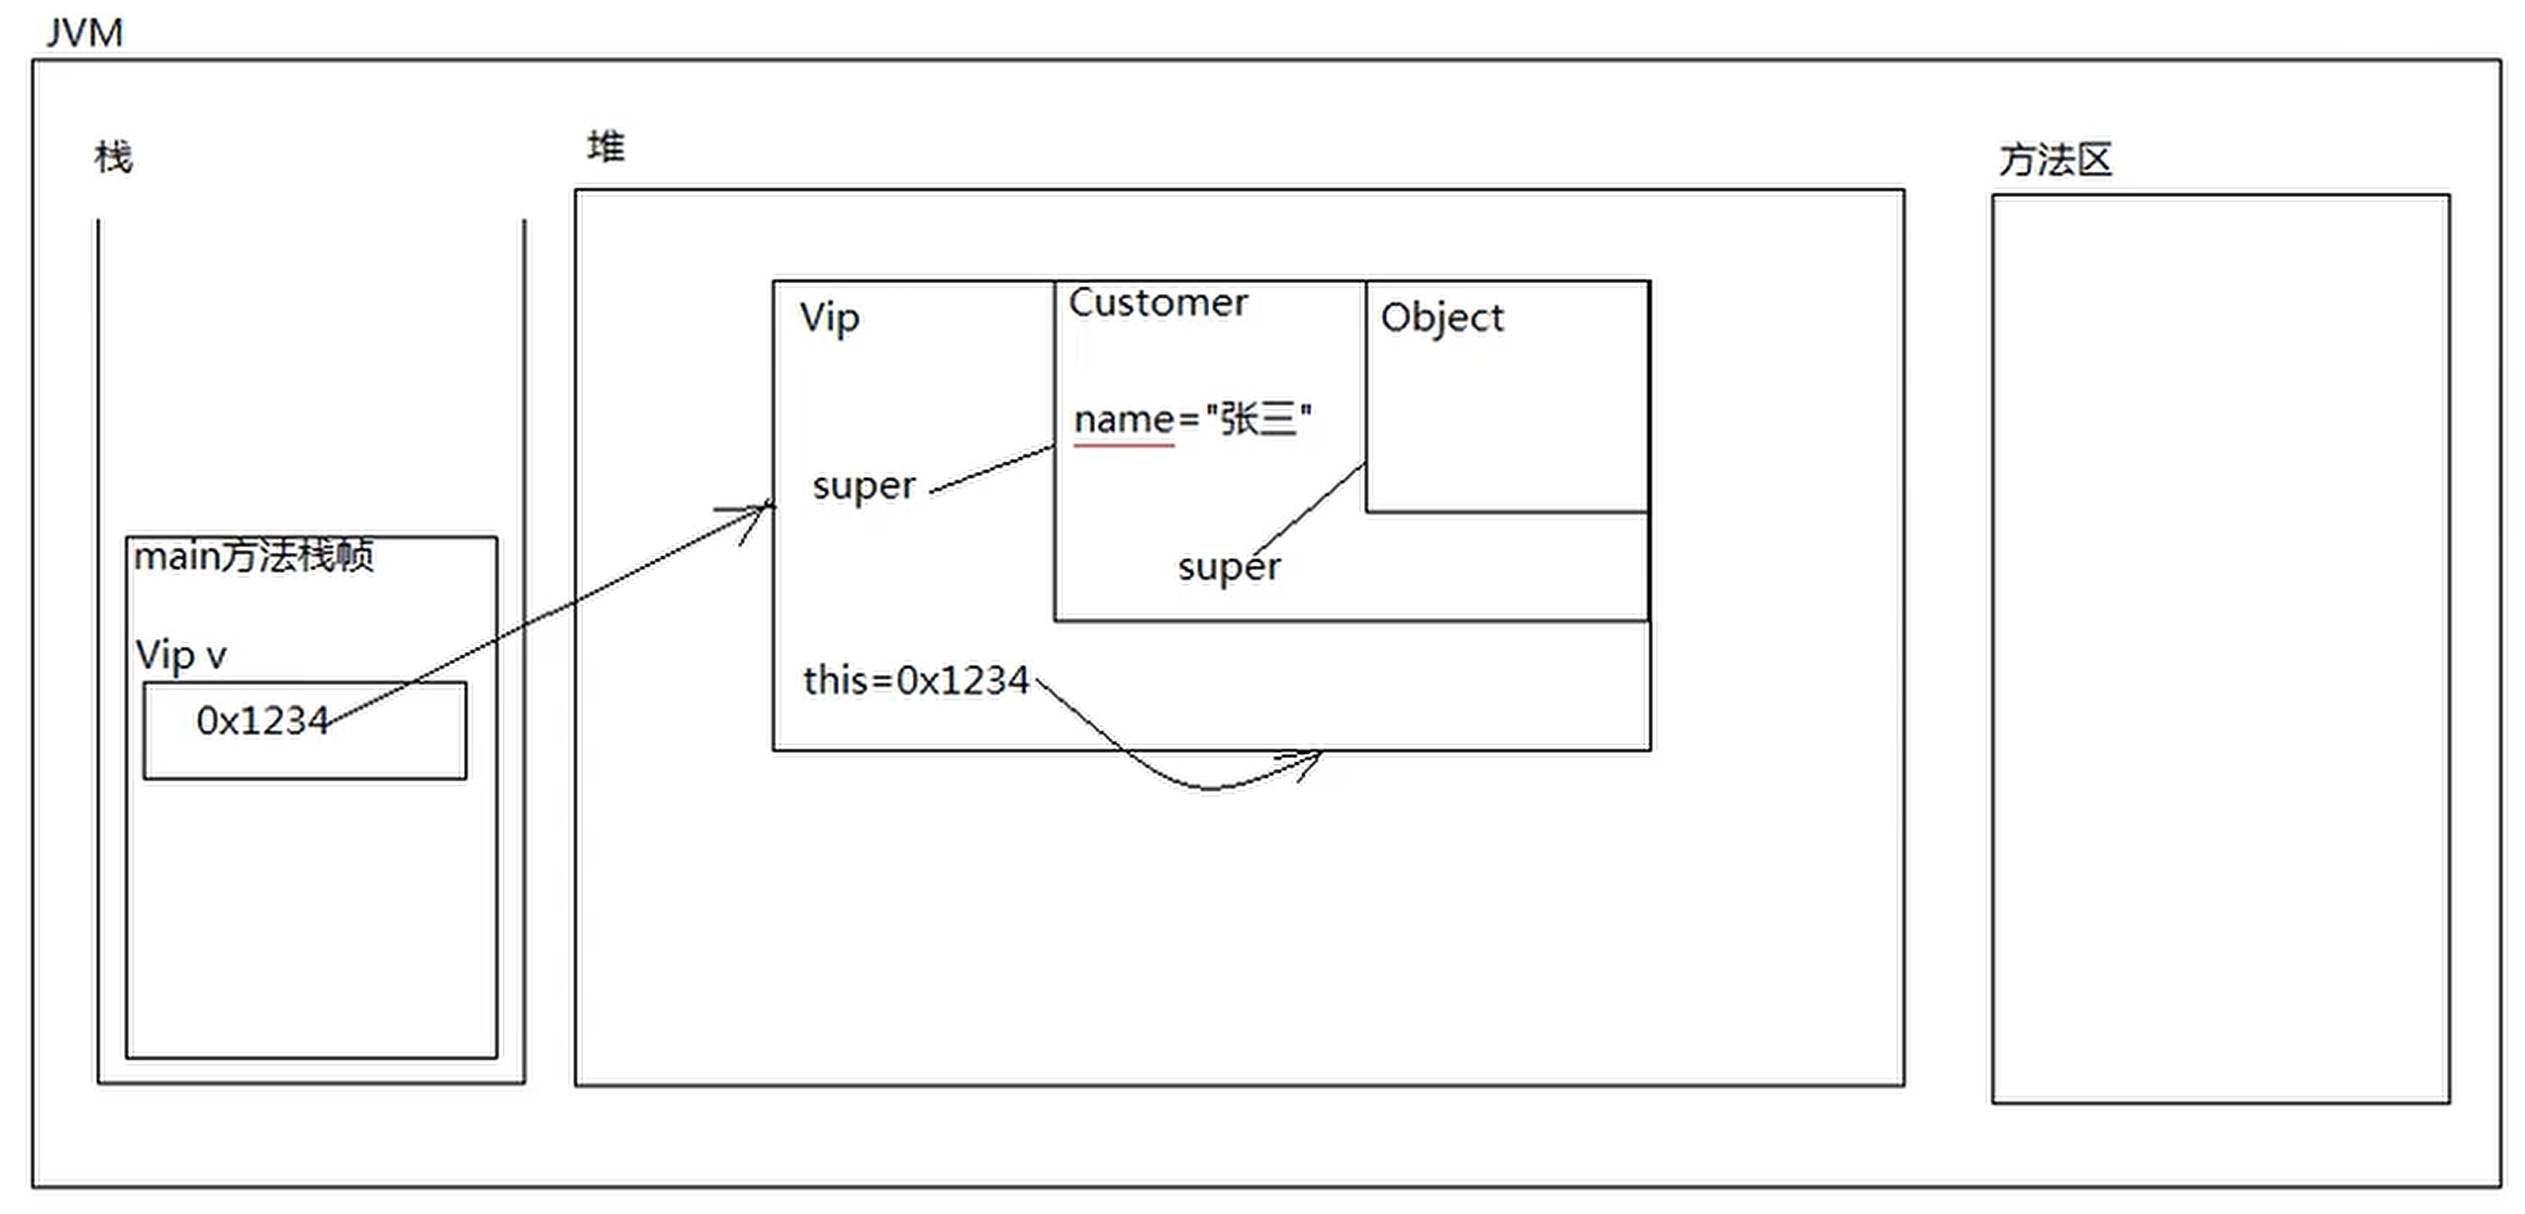 JVM
栈
堆
方法区
Vip
Customer
Object
name="张三"
super
super
main方法栈帧
Vip v
0x1234
this=0x1234